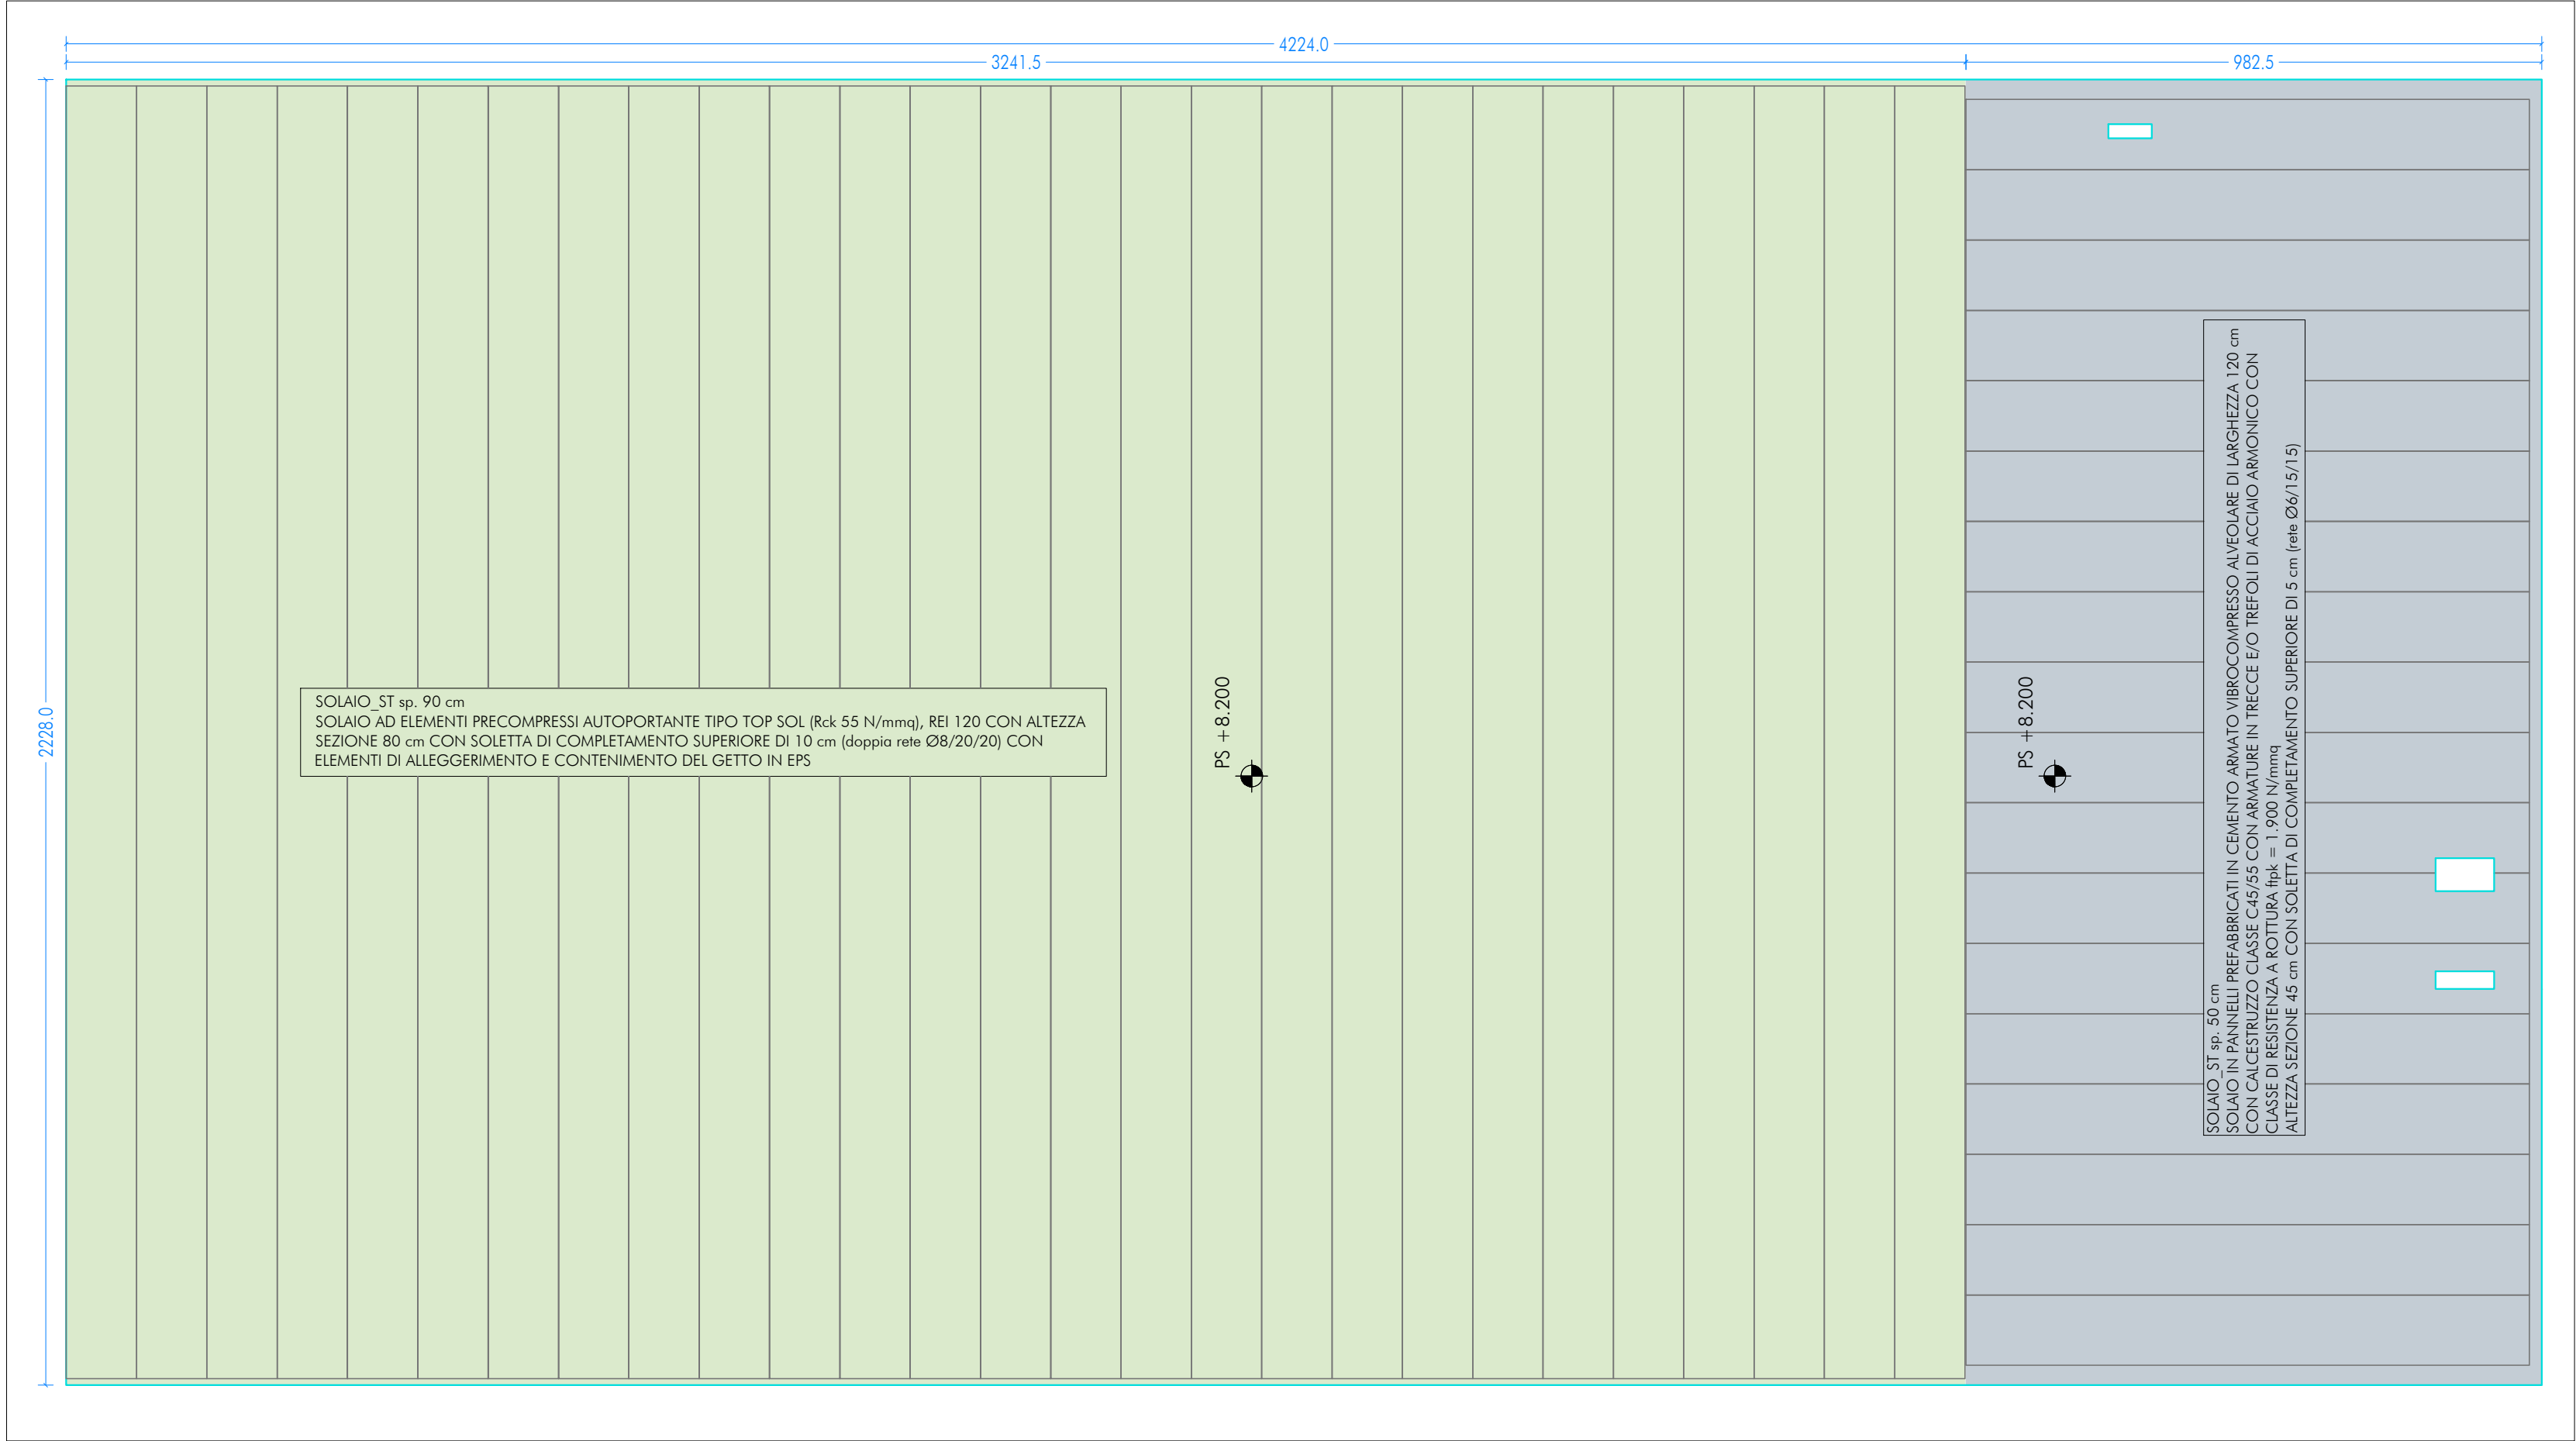 4224.0
3241.5
982.5
2228.0
SOLAIO_ST sp. 90 cm
SOLAIO AD ELEMENTI PRECOMPRESSI AUTOPORTANTE TIPO TOP SOL (Rck 55 N/mmq), REI 120 CON ALTEZZA
SEZIONE 80 cm CON SOLETTA DI COMPLETAMENTO SUPERIORE DI 10 cm (doppia rete Ø8/20/20) CON
ELEMENTI DI ALLEGGERIMENTO E CONTENIMENTO DEL GETTO IN EPS
PS +8.200
PS +8.200
SOLAIO_ST sp. 50 cm
SOLAIO IN PANNELLI PREFABBRICATI IN CEMENTO ARMATO VIBROCOMPRESSO ALVEOLARE DI LARGHEZZA 120 cm
CON CALCESTRUZZO CLASSE C45/55 CON ARMATURE IN TRECCE E/O TREFOLI DI ACCIAIO ARMONICO CON
CLASSE DI RESISTENZA A ROTTURA ftpk = 1.900 N/mmq
ALTEZZA SEZIONE 45 cm CON SOLETTA DI COMPLETAMENTO SUPERIORE DI 5 cm (rete Ø6/15/15)